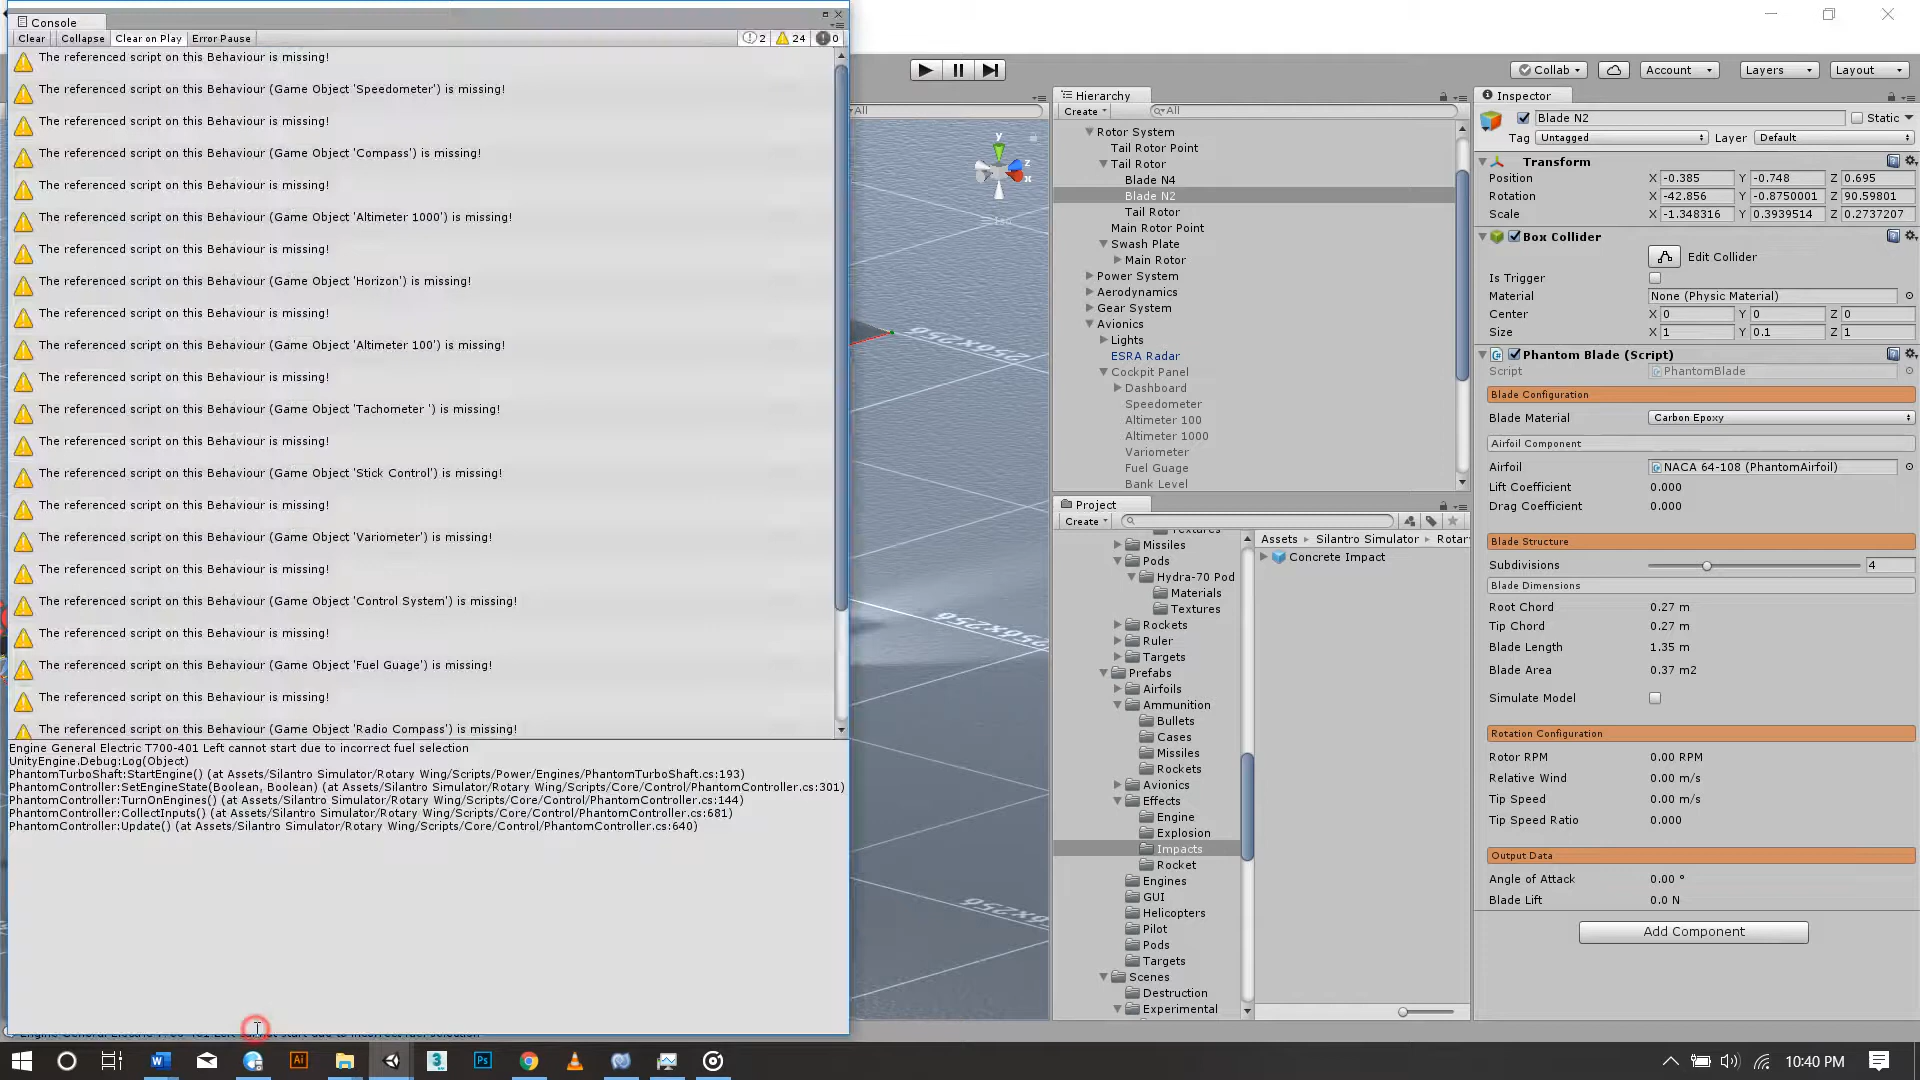 Console
Clear
Collapse
Clear on Play
Error Pause
2
24
0
The referenced script on this Behaviour is missing!
The referenced script on this Behaviour (Game Object 'Speedometer') is missing!
The referenced script on this Behaviour is missing!
The referenced script on this Behaviour (Game Object 'Compass') is missing!
The referenced script on this Behaviour is missing!
The referenced script on this Behaviour (Game Object 'Altimeter 1000') is missing!
The referenced script on this Behaviour is missing!
The referenced script on this Behaviour (Game Object 'Horizon') is missing!
The referenced script on this Behaviour is missing!
The referenced script on this Behaviour (Game Object 'Altimeter 100') is missing!
The referenced script on this Behaviour is missing!
The referenced script on this Behaviour (Game Object 'Tachometer ') is missing!
The referenced script on this Behaviour is missing!
The referenced script on this Behaviour (Game Object 'Stick Control') is missing!
The referenced script on this Behaviour is missing!
The referenced script on this Behaviour (Game Object 'Variometer') is missing!
The referenced script on this Behaviour is missing!
The referenced script on this Behaviour (Game Object 'Control System') is missing!
The referenced script on this Behaviour is missing!
The referenced script on this Behaviour (Game Object 'Fuel Guage') is missing!
The referenced script on this Behaviour is missing!
The referenced script on this Behaviour (Game Object 'Radio Compass') is missing!
Engine General Electric T700-401 Left cannot start due to incorrect fuel selection
UnityEngine.Debug:Log(Object)
PhantomTurboShaft:StartEngine() (at Assets/Silantro Simulator/Rotary Wing/Scripts/Power/Engines/PhantomTurboShaft.cs:193)
PhantomController:SetEngineState(Boolean, Boolean) (at Assets/Silantro Simulator/Rotary Wing/Scripts/Core/Control/PhantomController.cs:301)
PhantomController:TurnOnEngines() (at Assets/Silantro Simulator/Rotary Wing/Scripts/Core/Control/PhantomController.cs:144)
PhantomController:CollectInputs() (at Assets/Silantro Simulator/Rotary Wing/Scripts/Core/Control/PhantomController.cs:681)
PhantomController:Update() (at Assets/Silantro Simulator/Rotary Wing/Scripts/Core/Control/PhantomController.cs:640)
All
y
z
x
Iso
256x256
256x256
256x256
Collab
Account
Layers
Layout
Hierarchy
Create
All
Rotor System
Tail Rotor Point
Tail Rotor
Blade N4
Blade N2
Tail Rotor
Main Rotor Point
Swash Plate
Main Rotor
Power System
Aerodynamics
Gear System
Avionics
Lights
ESRA Radar
Cockpit Panel
Dashboard
Speedometer
Altimeter 100
Altimeter 1000
Variometer
Fuel Guage
Bank Level
Project
Create
Textures
Missiles
Pods
Hydra-70 Pod
Materials
Textures
Rockets
Ruler
Targets
Prefabs
Airfoils
Ammunition
Bullets
Cases
Missiles
Rockets
Avionics
Effects
Engine
Explosion
Impacts
Rocket
Engines
GUI
Helicopters
Pilot
Pods
Targets
Scenes
Destruction
Experimental
Assets
Silantro Simulator
Rotar
Concrete Impact
Inspector
Blade N2
Static
Tag Untagged
Layer Default
Transform
Position X -0.385 Y -0.748 Z 0.695
Rotation X -42.856 Y -0.8750001 Z 90.59801
Scale X -1.348316 Y 0.3939514 Z 0.2737207
Box Collider
Edit Collider
Is Trigger
Material None (Physic Material)
Center X 0 Y 0 Z 0
Size X 1 Y 0.1 Z 1
Phantom Blade (Script)
Script PhantomBlade
Blade Configuration
Blade Material Carbon Epoxy
Airfoil Component
Airfoil NACA 64-108 (PhantomAirfoil)
Lift Coefficient 0.000
Drag Coefficient 0.000
Blade Structure
Subdivisions 4
Blade Dimensions
Root Chord 0.27 m
Tip Chord 0.27 m
Blade Length 1.35 m
Blade Area 0.37 m2
Simulate Model
Rotation Configuration
Rotor RPM 0.00 RPM
Relative Wind 0.00 m/s
Tip Speed 0.00 m/s
Tip Speed Ratio 0.000
Output Data
Angle of Attack 0.00 °
Blade Lift 0.0 N
Add Component
10:40 PM